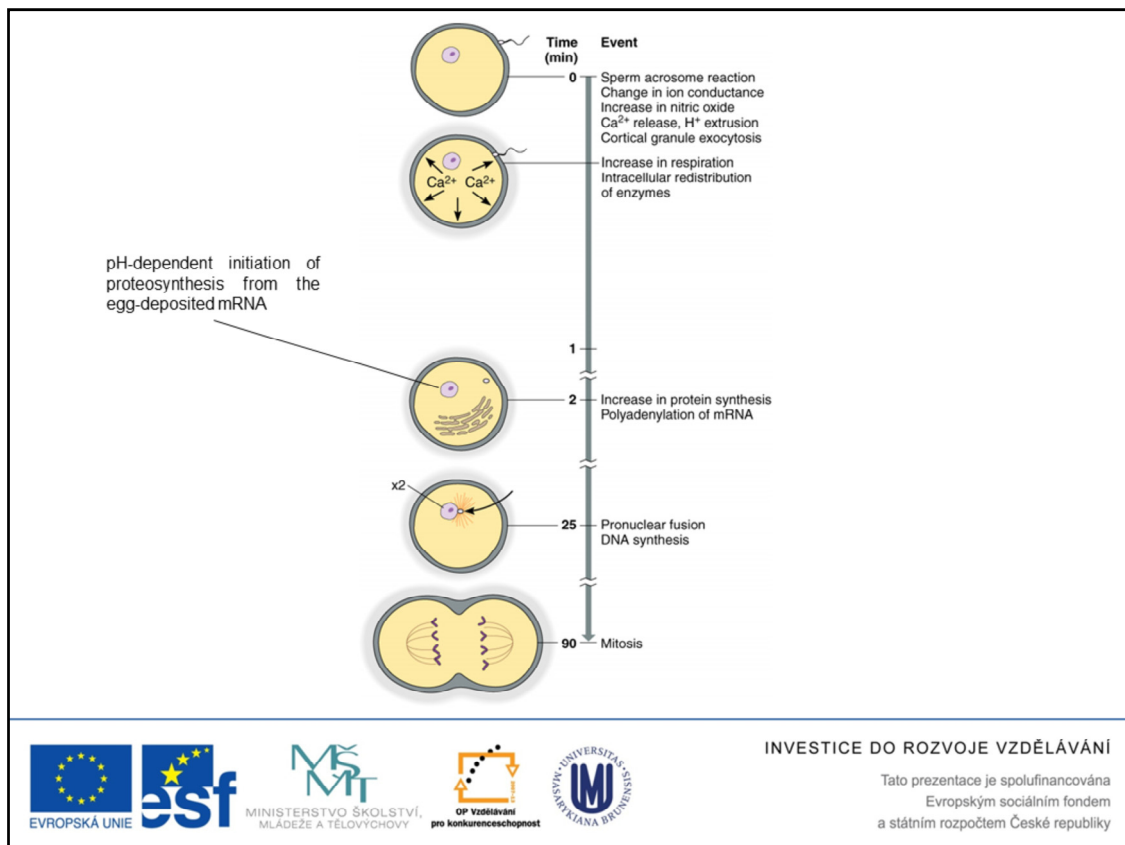 Time
(min)
Event
0
Sperm acrosome reaction
Change in ion conductance
Increase in nitric oxide
Ca²⁺ release, H⁺ extrusion
Cortical granule exocytosis
Increase in respiration
Intracellular redistribution
of enzymes
Ca²⁺ Ca²⁺
pH-dependent initiation of
proteosynthesis from the
egg-deposited mRNA
1
2
Increase in protein synthesis
Polyadenylation of mRNA
x2
25
Pronuclear fusion
DNA synthesis
90
Mitosis
EVROPSKÁ UNIE
esf
MŠ
MT
MINISTERSTVO ŠKOLSTVÍ,
MLÁDEŽE A TĚLOVÝCHOVY
2007-13
OP Vzdělávání
pro konkurenceschopnost
UNIVERSITAS
MASARYKIANA BRUNENSIS
INVESTICE DO ROZVOJE VZDĚLÁVÁNÍ
Tato prezentace je spolufinancována
Evropským sociálním fondem
a státním rozpočtem České republiky